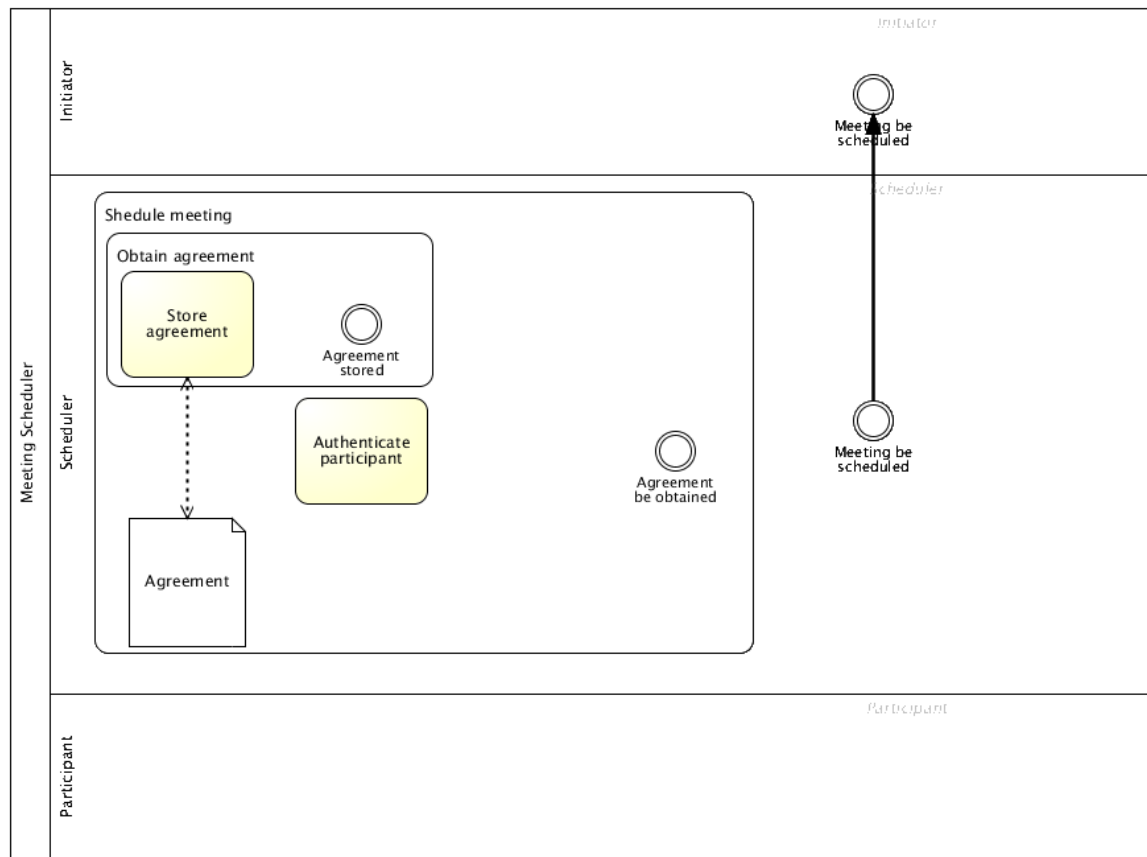 Meeting Scheduler
Initiator
Initiator
Meeting be
scheduled
Scheduler
Scheduler
Shedule meeting
Obtain agreement
Store
agreement
Agreement
stored
Authenticate
participant
Agreement
be obtained
Meeting be
scheduled
Agreement
Participant
Participant